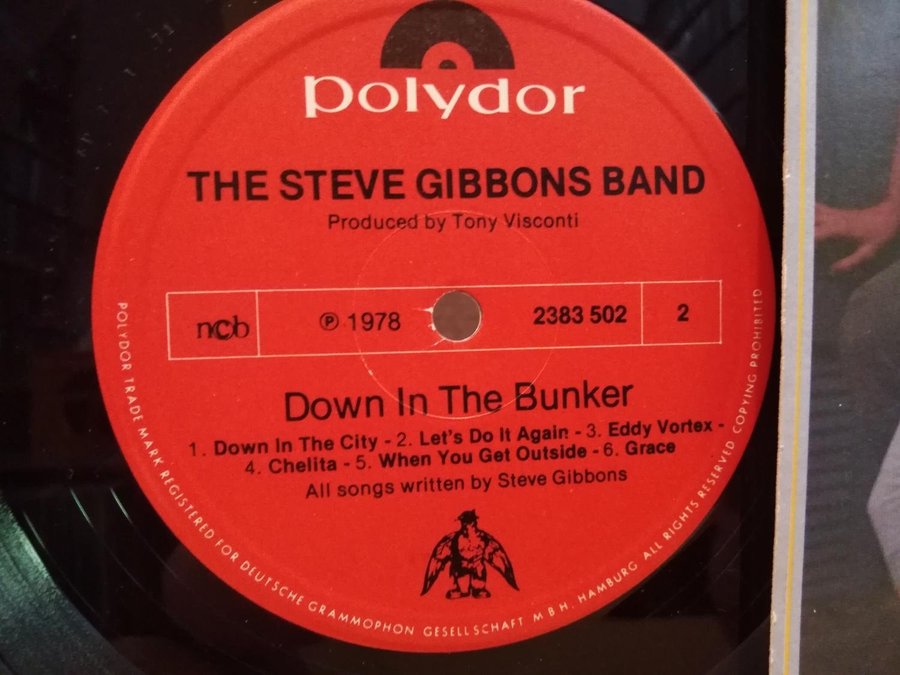 polydor
THE STEVE GIBBONS BAND
Produced by Tony Visconti
ncb
℗ 1978
2383 502
2
Down In The Bunker
1. Down In The City - 2. Let's Do It Again - 3. Eddy Vortex -
4. Chelita - 5. When You Get Outside - 6. Grace
All songs written by Steve Gibbons
POLYDOR TRADE MARK REGISTERED FOR DEUTSCHE GRAMMOPHON GESELLSCHAFT M B H. HAMBURG ALL RIGHTS RESERVED COPYING PROHIBITED